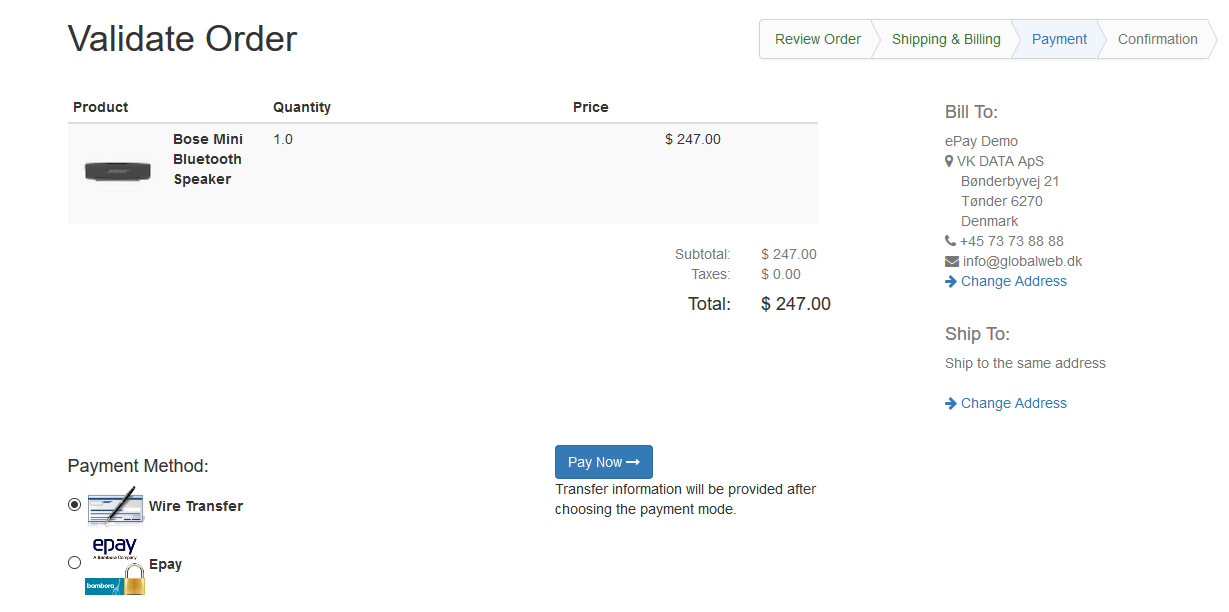 Validate Order
Review Order
Shipping & Billing
Payment
Confirmation
Product Quantity Price
Bose Mini
Bluetooth
Speaker
1.0
$ 247.00
Subtotal: $ 247.00
Taxes: $ 0.00
Total: $ 247.00
Bill To:
ePay Demo
VK DATA ApS
Bønderbyvej 21
Tønder 6270
Denmark
+45 73 73 88 88
info@globalweb.dk
Change Address
Ship To:
Ship to the same address
Change Address
Payment Method:
Wire Transfer
epay
A Bambora Company
bambora
Epay
Pay Now
Transfer information will be provided after
choosing the payment mode.